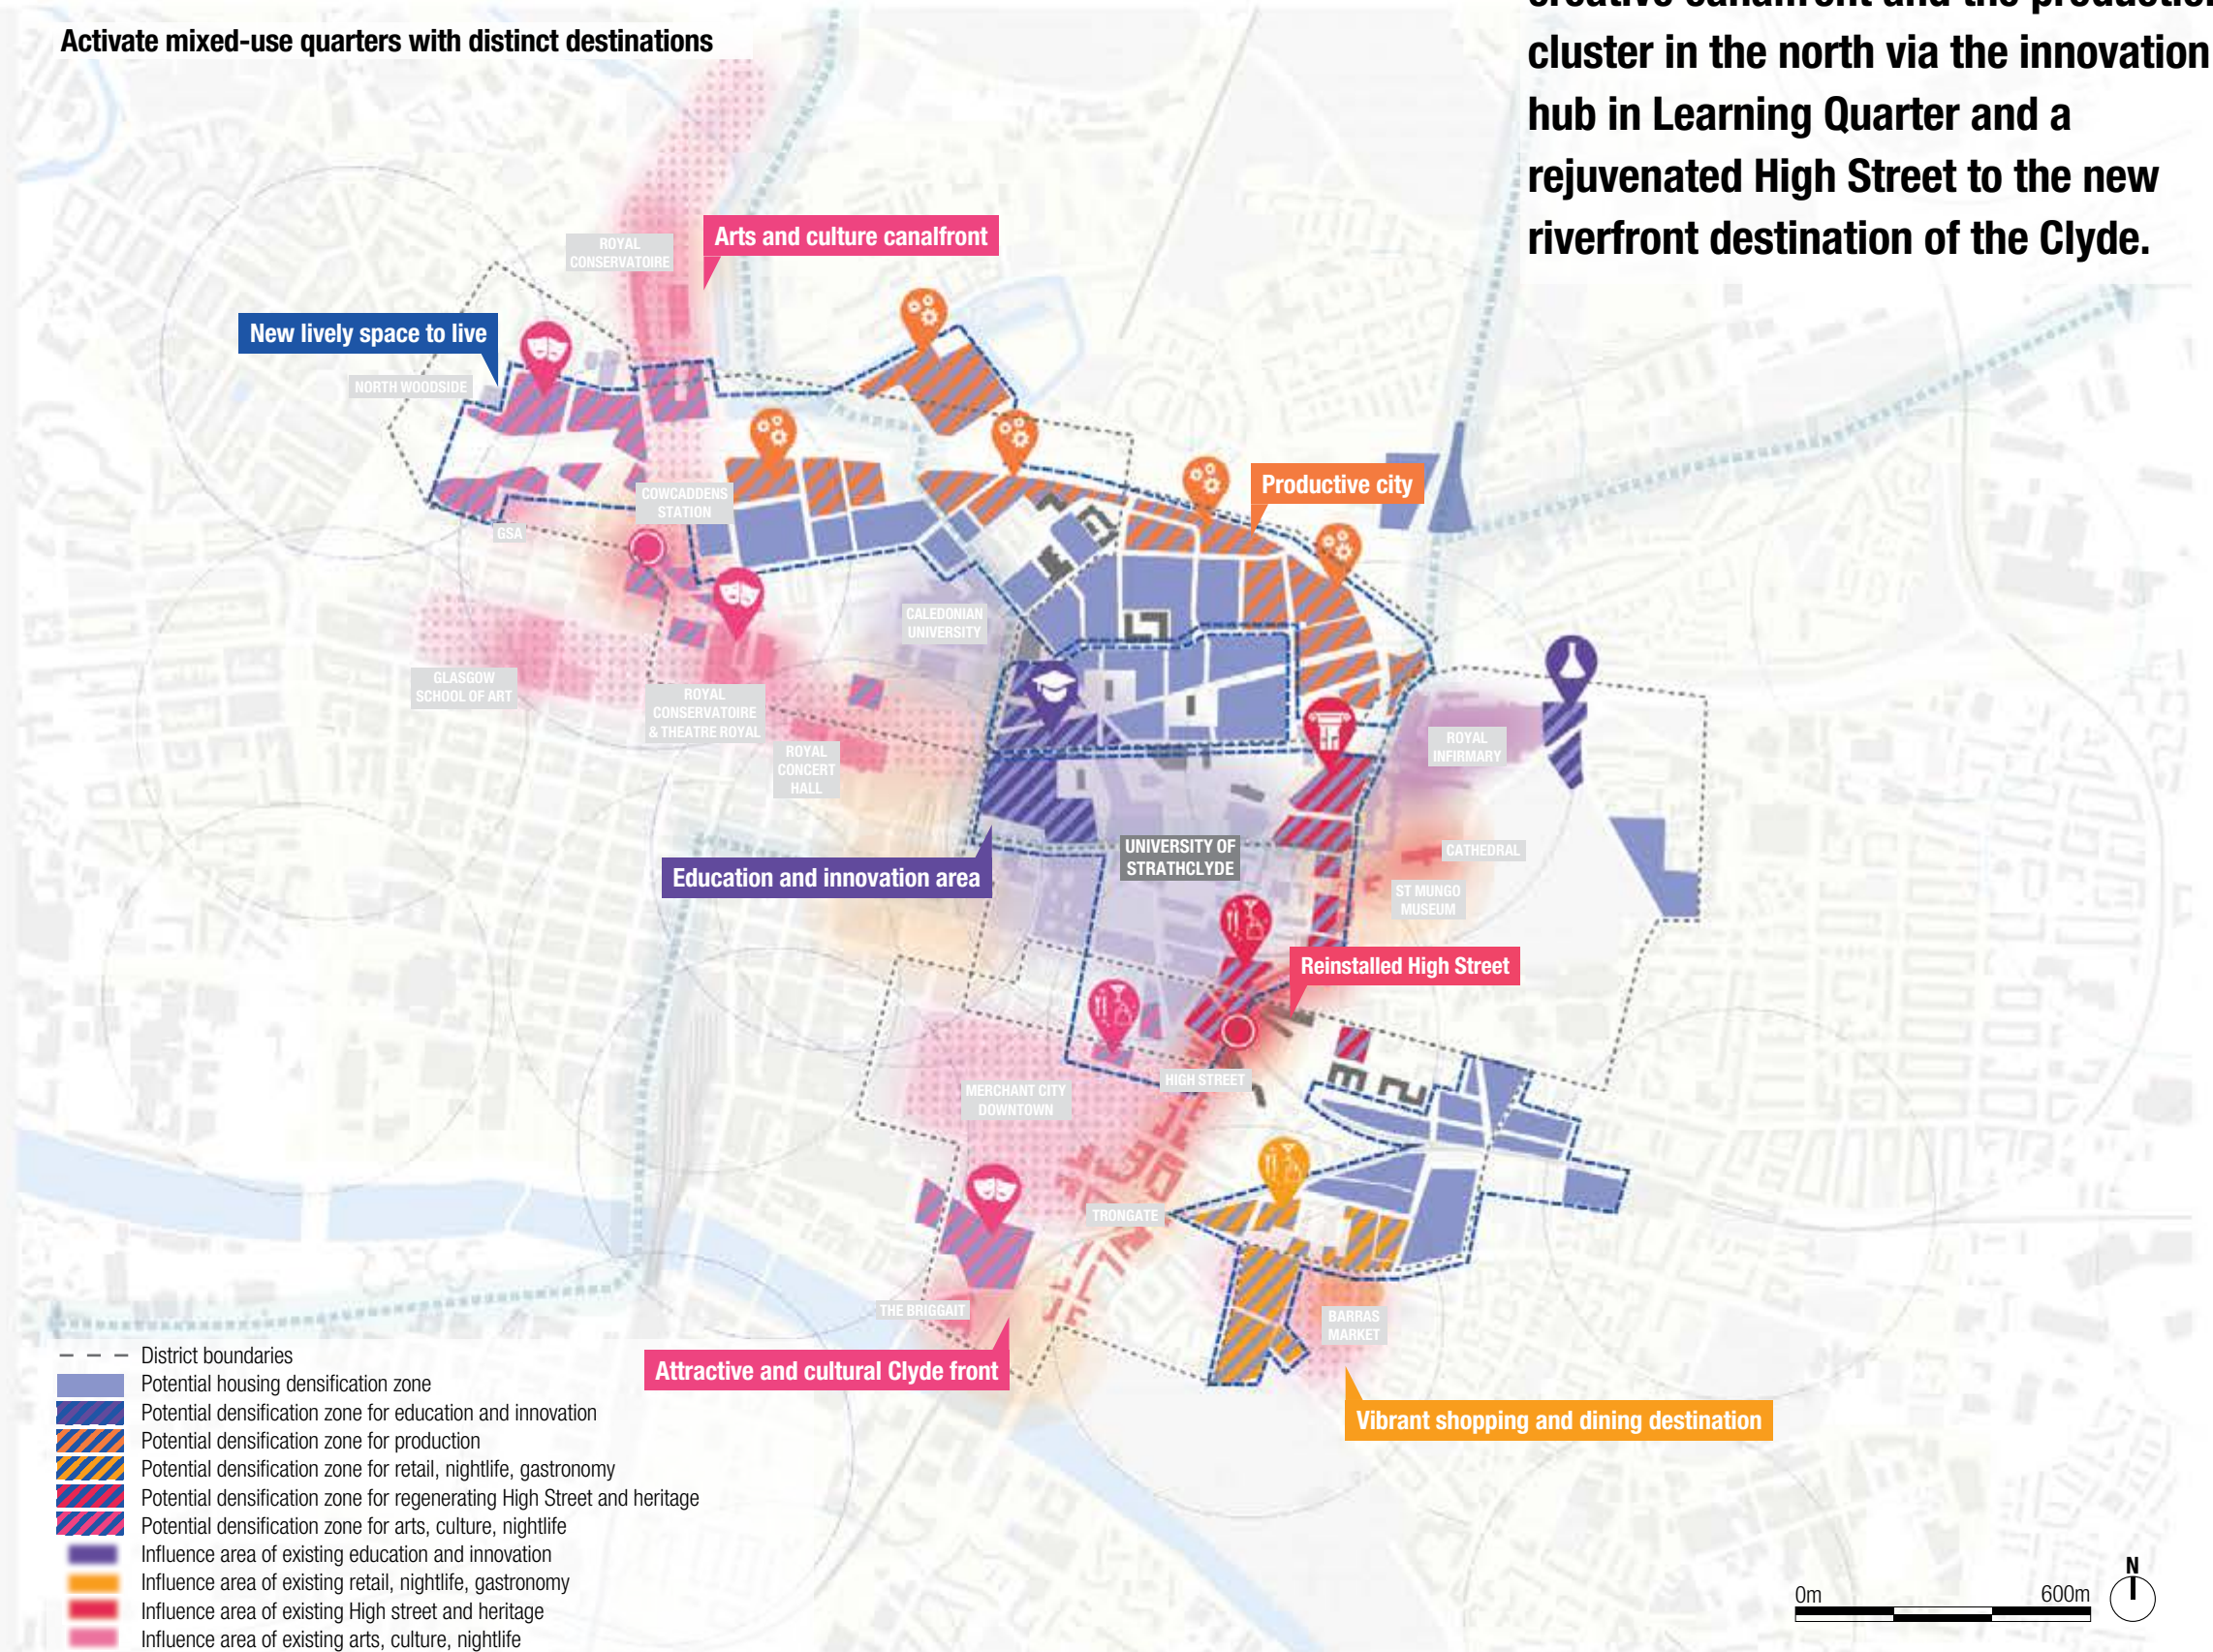 Activate mixed-use quarters with distinct destinations
creative canalfront and the production
cluster in the north via the innovation
hub in Learning Quarter and a
rejuvenated High Street to the new
riverfront destination of the Clyde.
ROYAL
CONSERVATOIRE
Arts and culture canalfront
New lively space to live
NORTH WOODSIDE
COWCADDENS
STATION
Productive city
GSA
CALEDONIAN
UNIVERSITY
GLASGOW
SCHOOL OF ART
ROYAL
CONSERVATOIRE
& THEATRE ROYAL
ROYAL
CONCERT
HALL
ROYAL
INFIRMARY
UNIVERSITY OF
STRATHCLYDE
CATHEDRAL
Education and innovation area
ST MUNGO
MUSEUM
Reinstalled High Street
HIGH STREET
MERCHANT CITY
DOWNTOWN
TRONGATE
THE BRIGGAIT
BARRAS
MARKET
Attractive and cultural Clyde front
Vibrant shopping and dining destination
District boundaries
Potential housing densification zone
Potential densification zone for education and innovation
Potential densification zone for production
Potential densification zone for retail, nightlife, gastronomy
Potential densification zone for regenerating High Street and heritage
Potential densification zone for arts, culture, nightlife
Influence area of existing education and innovation
Influence area of existing retail, nightlife, gastronomy
Influence area of existing High street and heritage
Influence area of existing arts, culture, nightlife
0m 600m
N